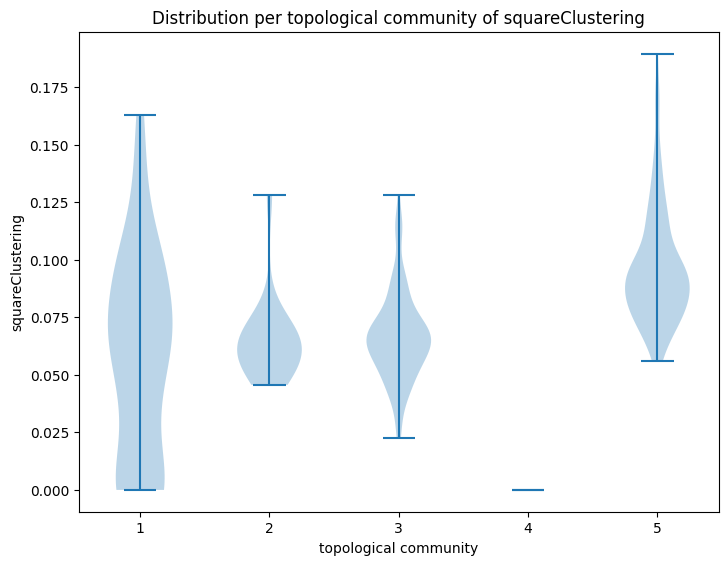 Distribution per topological community of squareClustering
0.175
0.150
0.125
0.100
0.075
0.050
0.025
0.000
squareClustering
1 2 3 4 5
topological community